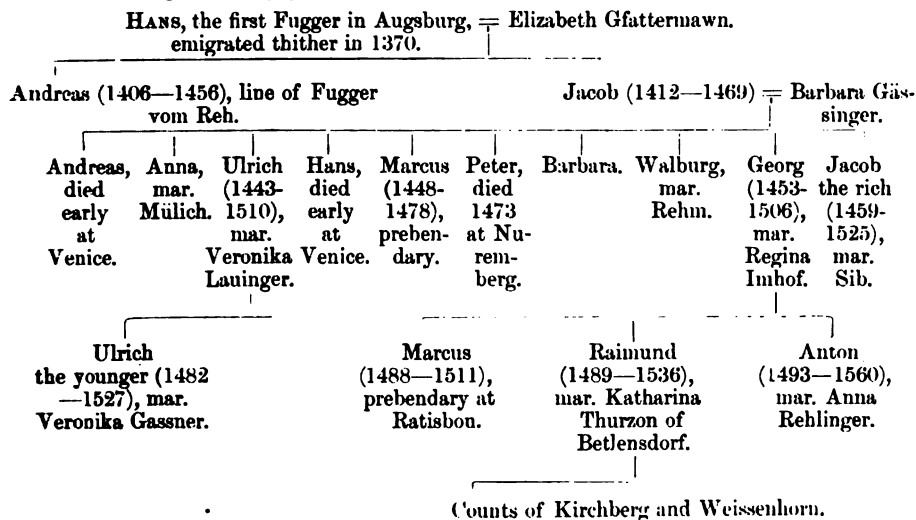 HANS, the first Fugger in Augsburg, = Elizabeth Gfattermawn.
emigrated thither in 1370.
Andreas (1406—1456), line of Fugger
vom Reh.
Jacob (1412—1469) = Barbara Gäs-
singer.
Andreas,
died
early
at
Venice.
Anna,
mar.
Mülich.
Ulrich
(1443-
1510),
mar.
Veronika
Lauinger.
Hans,
died
early
at
Venice.
Marcus
(1448-
1478),
preben-
dary.
Peter,
died
1473
at Nu-
rem-
berg.
Barbara.
Walburg,
mar.
Rehm.
Georg
(1453-
1506),
mar.
Regina
Imhof.
Jacob
the rich
(1459-
1525),
mar.
Sib.
Ulrich
the younger (1482
—1527), mar.
Veronika Gassner.
Marcus
(1488—1511),
prebendary at
Ratisbon.
Raimund
(1489—1536),
mar. Katharina
Thurzon of
Betlensdorf.
Anton
(1493—1560),
mar. Anna
Rehlinger.
Counts of Kirchberg and Weissenhorn.